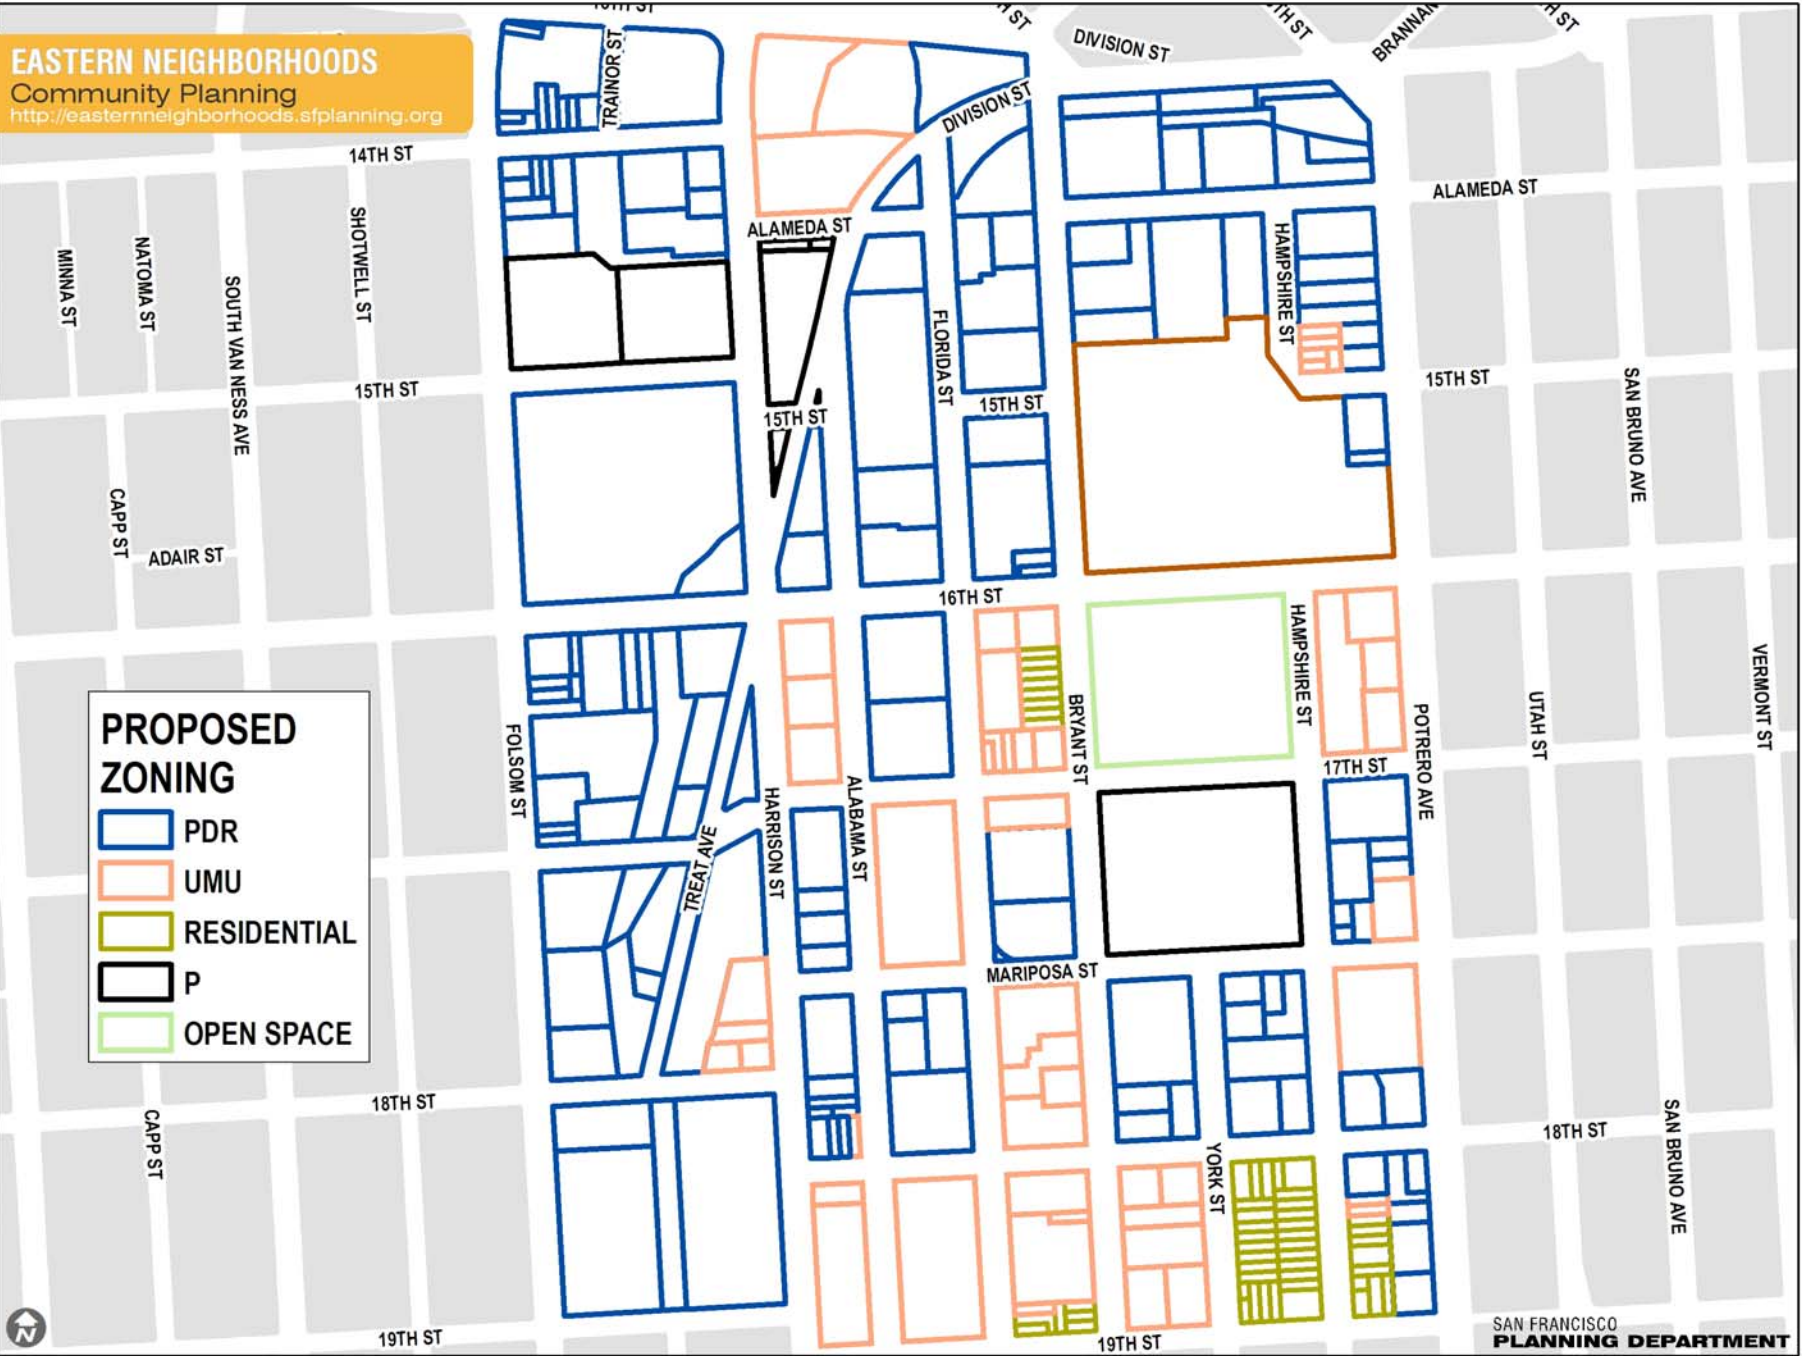 EASTERN NEIGHBORHOODS
Community Planning
http://easternneighborhoods.sfplanning.org
DIVISION ST
TRAINOR ST
DIVISION ST
14TH ST
ALAMEDA ST
ALAMEDA ST
MINNA ST
NATOMA ST
SOUTH VAN NESS AVE
SHOTWELL ST
HAMPSHIRE ST
FLORIDA ST
15TH ST
15TH ST
15TH ST
15TH ST
SAN BRUNO AVE
CAPP ST
ADAIR ST
16TH ST
HAMPSHIRE ST
VERMONT ST
UTAH ST
POTRERO AVE
BRYANT ST
FOLSOM ST
17TH ST
HARRISON ST
ALABAMA ST
TREAT AVE
PROPOSED
ZONING
PDR
UMU
RESIDENTIAL
P
OPEN SPACE
MARIPOSA ST
18TH ST
18TH ST
CAPP ST
YORK ST
SAN BRUNO AVE
19TH ST
19TH ST
N
SAN FRANCISCO
PLANNING DEPARTMENT